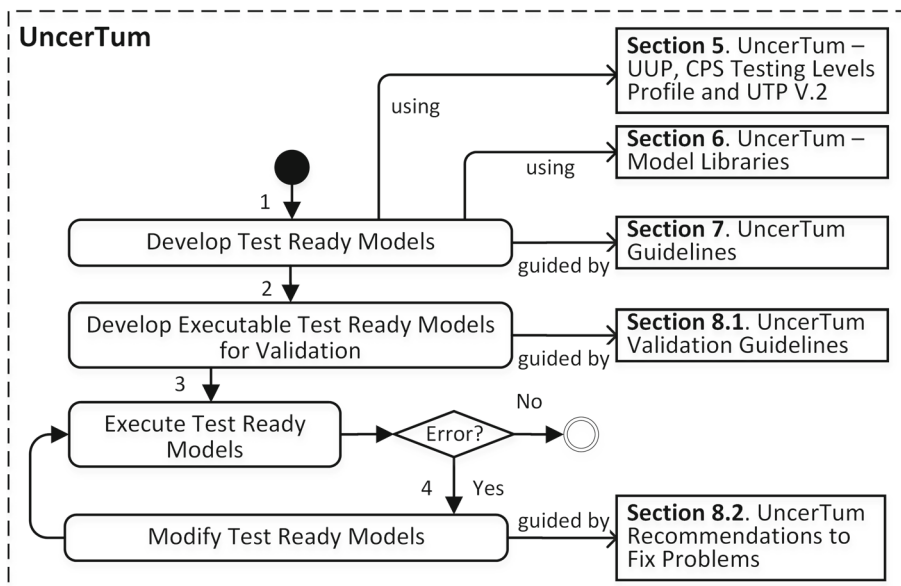 UncerTum
Section 5. UncerTum –
UUP, CPS Testing Levels
Profile and UTP V.2
using
Section 6. UncerTum –
Model Libraries
using
1
Develop Test Ready Models
Section 7. UncerTum
Guidelines
guided by
2
Develop Executable Test Ready Models
for Validation
Section 8.1. UncerTum
Validation Guidelines
guided by
3
Execute Test Ready
Models
Error?
No
4
Yes
Modify Test Ready Models
guided by
Section 8.2. UncerTum
Recommendations to
Fix Problems